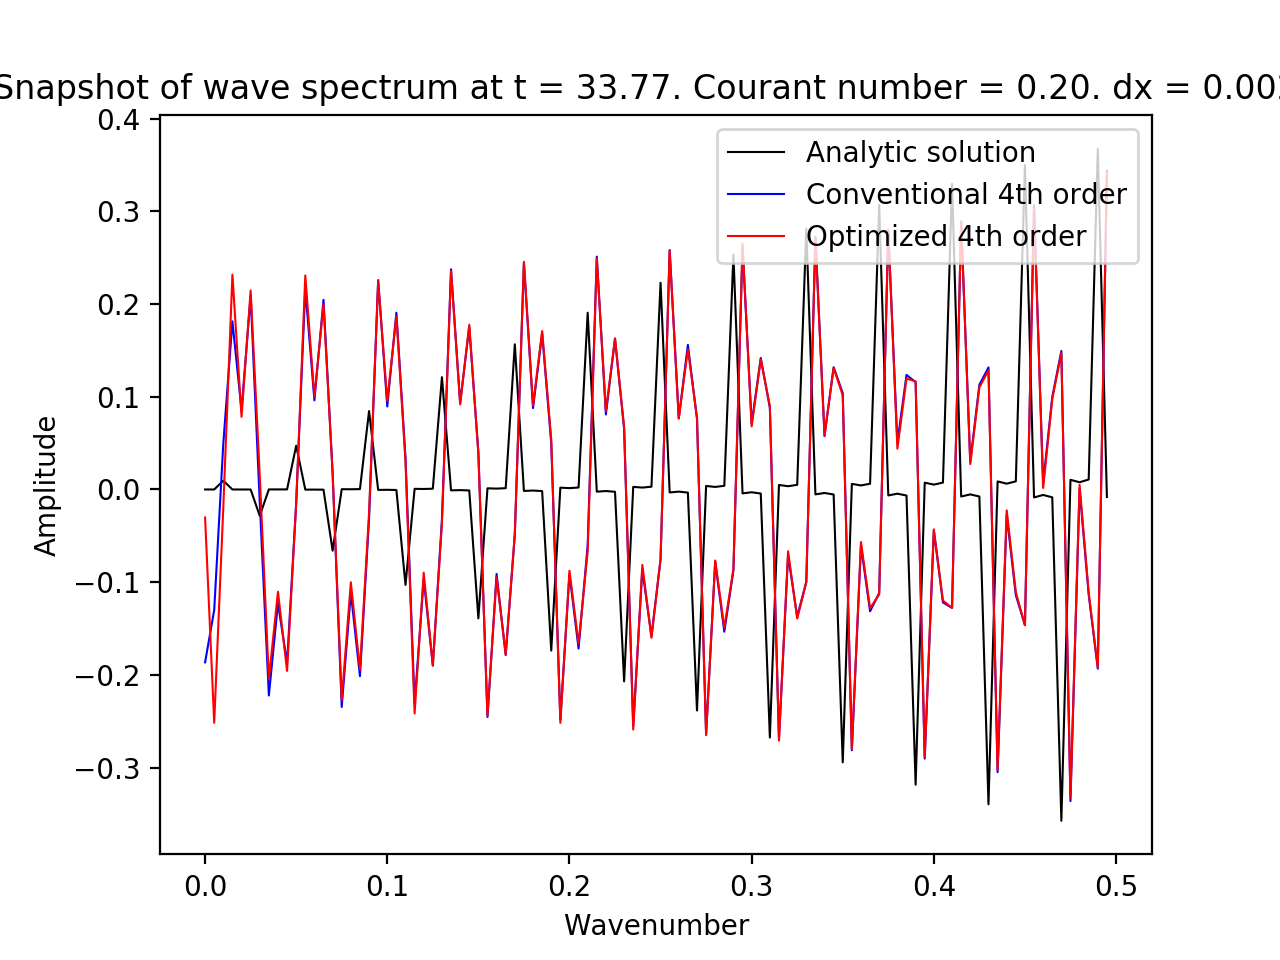 Snapshot of wave spectrum at t = 33.77. Courant number = 0.20. dx = 0.002
0.4
0.3
0.2
0.1
0.0
−0.1
−0.2
−0.3
Amplitude
Analytic solution
Conventional 4th order
Optimized 4th order
0.0 0.1 0.2 0.3 0.4 0.5
Wavenumber